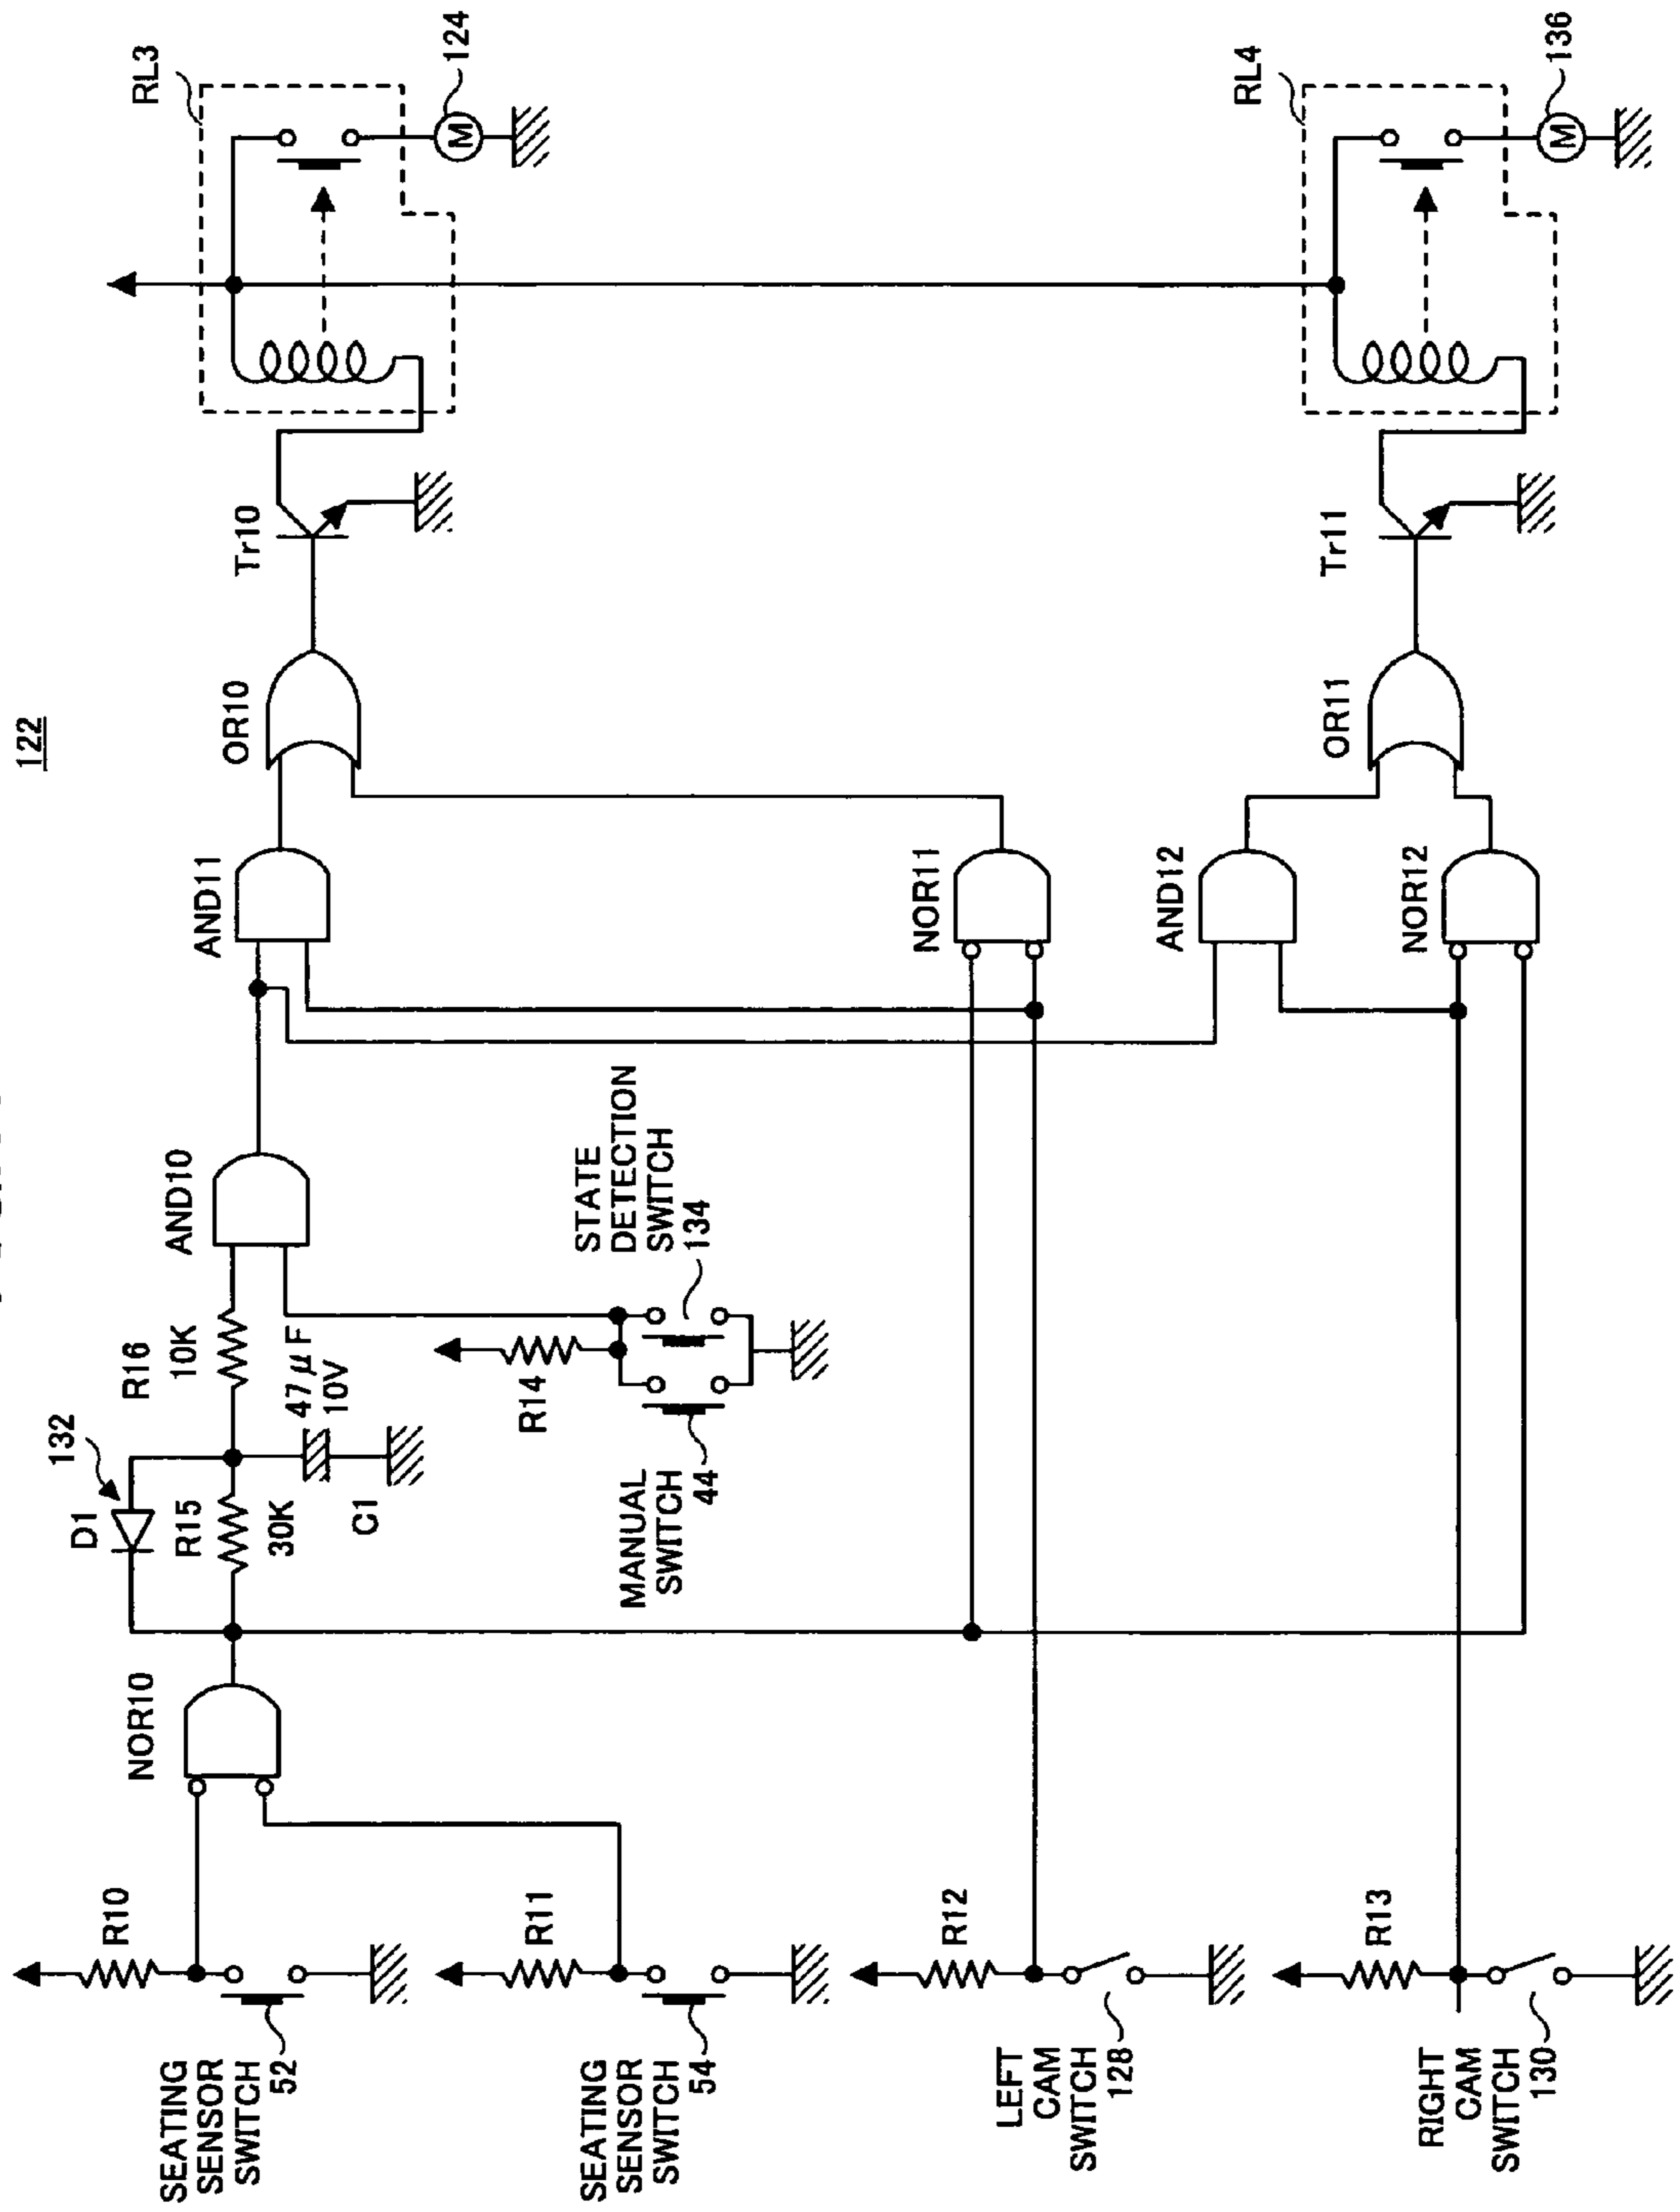 122
RL3
124
RL4
136
Tr10
Tr11
OR10
OR11
AND11
NOR11
AND12
NOR12
AND10
R16
10K
47μF
10V
132
D1
R15
30K
C1
R14
STATE
DETECTION
SWITCH
134
MANUAL
SWITCH
44
M
M
NOR10
R10
R11
R12
R13
SEATING
SENSOR
SWITCH
52
SEATING
SENSOR
SWITCH
54
LEFT
CAM
SWITCH
128
RIGHT
CAM
SWITCH
130